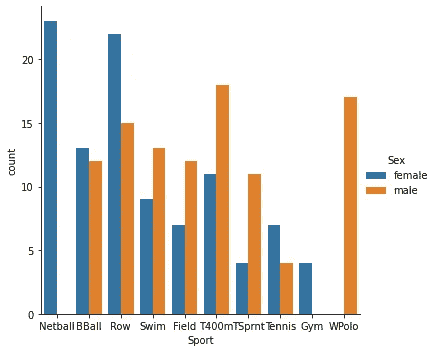 20
15
10
5
0
count
Netball BBall Row Swim Field T400m TSprnt Tennis Gym WPolo
Sport
Sex
female
male